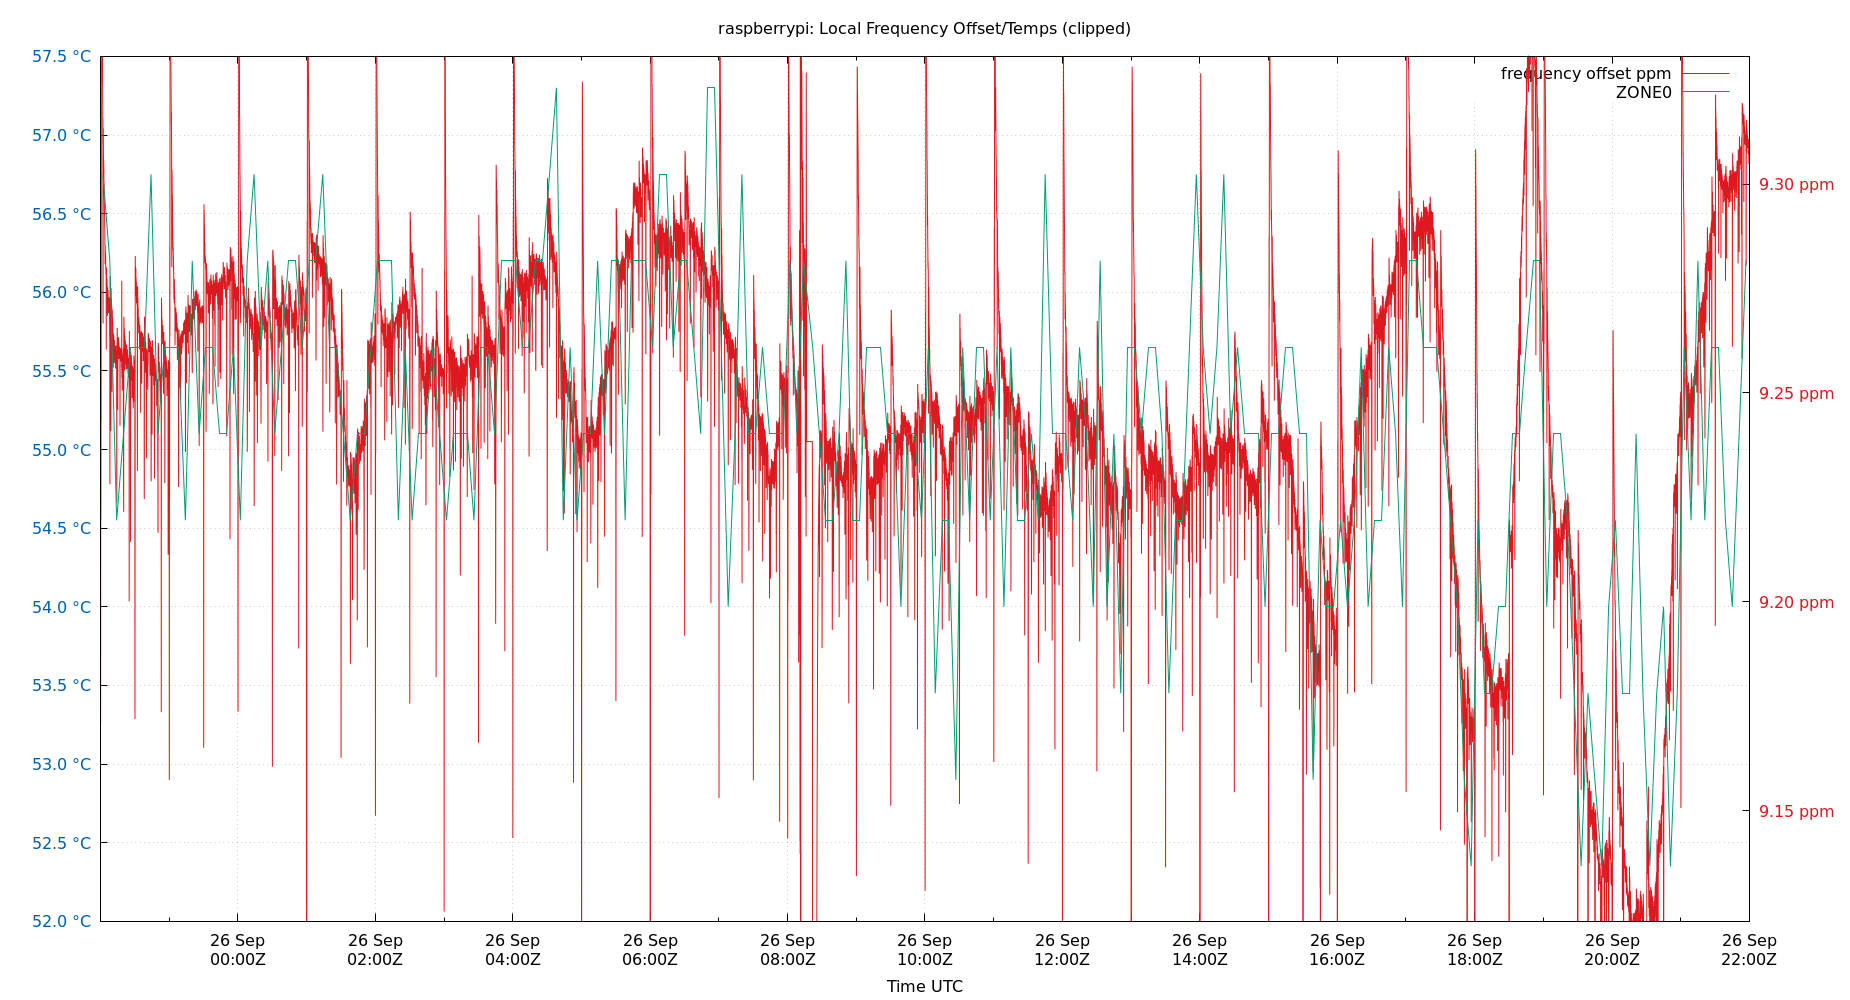 raspberrypi: Local Frequency Offset/Temps (clipped)
57.5 °C
57.0 °C
56.5 °C
56.0 °C
55.5 °C
55.0 °C
54.5 °C
54.0 °C
53.5 °C
53.0 °C
52.5 °C
52.0 °C
frequency offset ppm
ZONE0
9.30 ppm
9.25 ppm
9.20 ppm
9.15 ppm
26 Sep 26 Sep 26 Sep 26 Sep 26 Sep 26 Sep 26 Sep 26 Sep 26 Sep 26 Sep 26 Sep 26 Sep
00:00Z 02:00Z 04:00Z 06:00Z 08:00Z 10:00Z 12:00Z 14:00Z 16:00Z 18:00Z 20:00Z 22:00Z
Time UTC